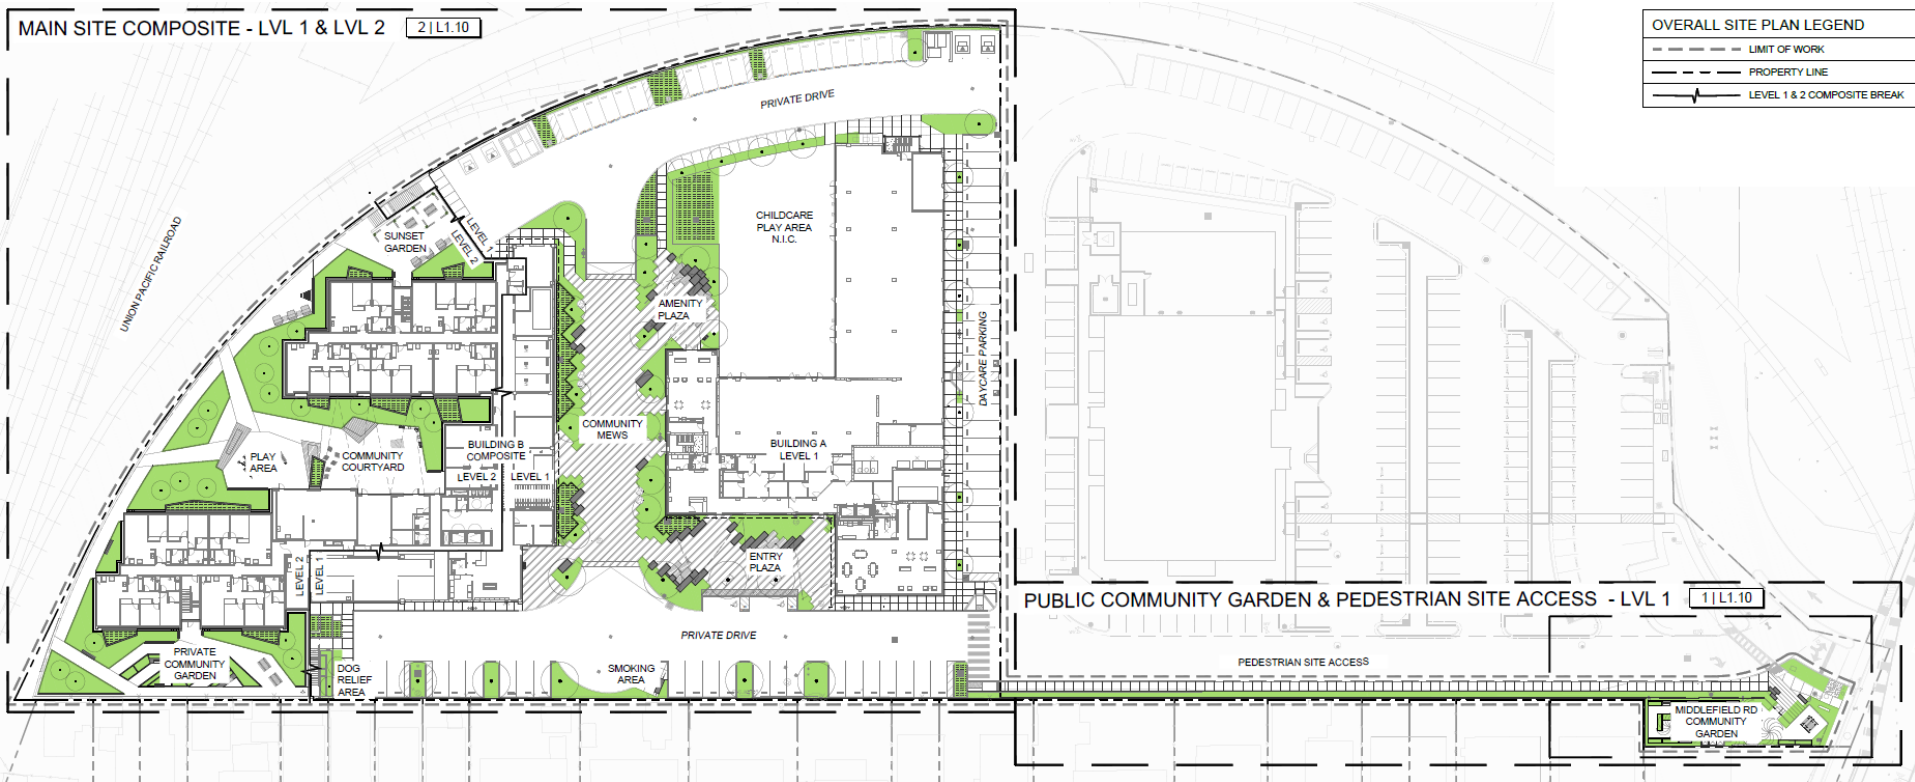 MAIN SITE COMPOSITE - LVL 1 & LVL 2
2 | L1.10
OVERALL SITE PLAN LEGEND
LIMIT OF WORK
PROPERTY LINE
LEVEL 1 & 2 COMPOSITE BREAK
PRIVATE DRIVE
UNION PACIFIC RAILROAD
SUNSET
GARDEN
LEVEL 1
LEVEL 2
CHILDCARE
PLAY AREA
N.I.C.
AMENITY
PLAZA
DAYCARE PARKING
COMMUNITY
MEWS
PLAY
AREA
COMMUNITY
COURTYARD
BUILDING B
COMPOSITE
LEVEL 2
LEVEL 1
BUILDING A
LEVEL 1
ENTRY
PLAZA
LEVEL 2
LEVEL 1
PRIVATE DRIVE
PRIVATE
COMMUNITY
GARDEN
DOG
RELIEF
AREA
SMOKING
AREA
PUBLIC COMMUNITY GARDEN & PEDESTRIAN SITE ACCESS - LVL 1
1 | L1.10
PEDESTRIAN SITE ACCESS
MIDDLEFIELD RD
COMMUNITY
GARDEN